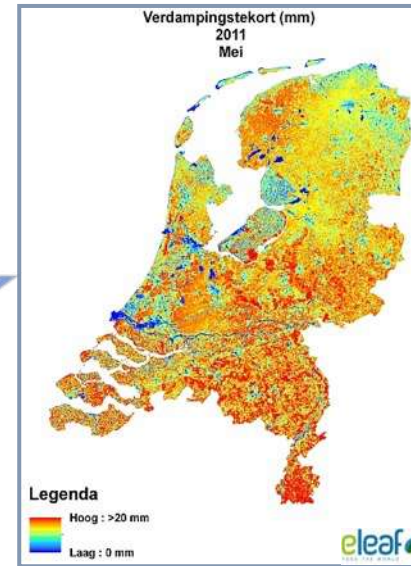 Verdampingstekort (mm)
2011
Mei
Legenda
Hoog : >20 mm
Laag : 0 mm
eleaf